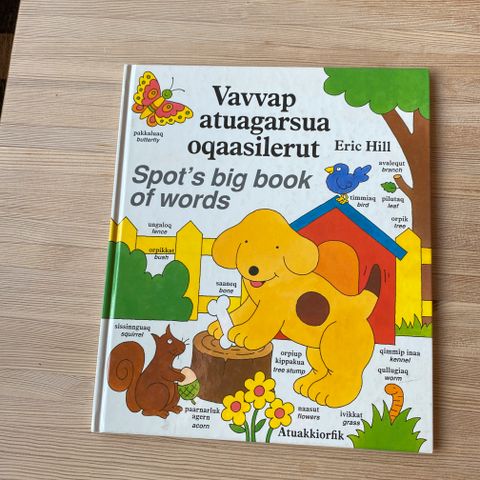 Vavvap
atuagarsua
oqaasilerut
Eric Hill
Spot's big book
of words
pakkaluaq
butterfly
avalequt
branch
timmiaq
bird
pilutaq
leaf
orpik
tree
ungaloq
fence
orpikkat
bush
saaneq
bone
sissinnguaq
squirrel
orpiup
kippakua
tree stump
qimmip inaa
kennel
qullugiaq
worm
paarnarluk
agern
acorn
naasut
flowers
ivikkat
grass
Atuakkiorfik